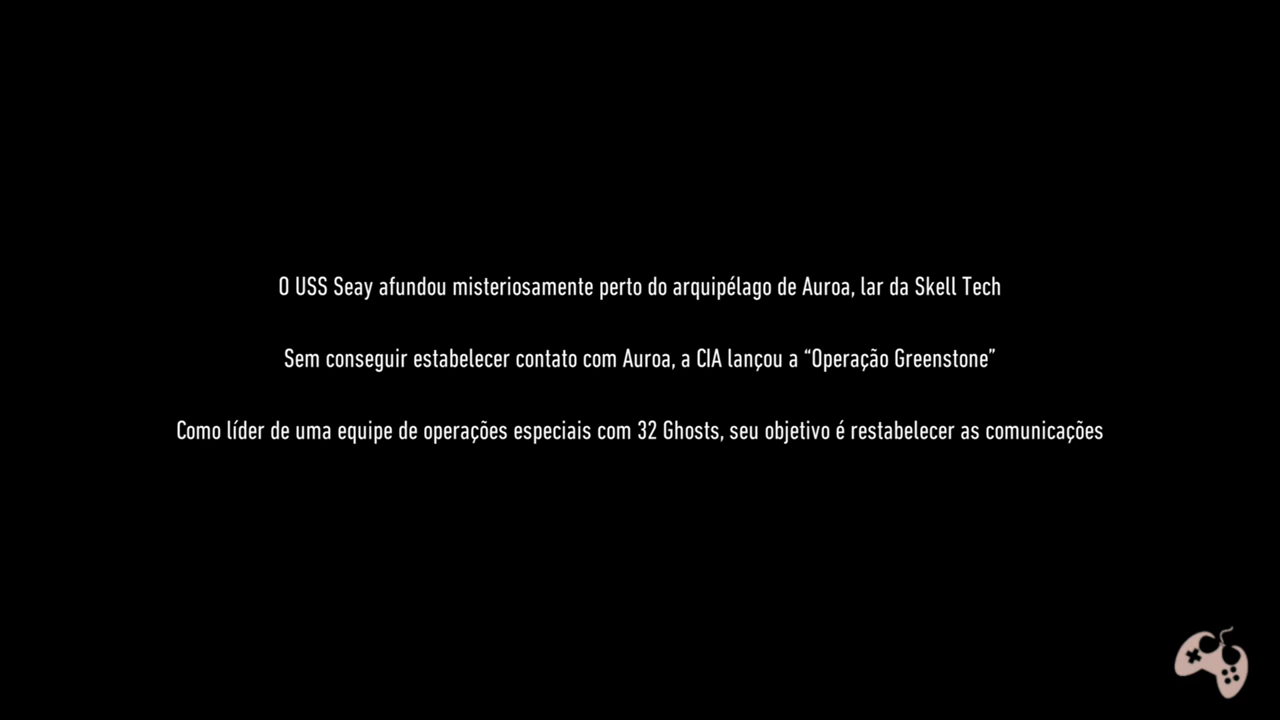 O USS Seay afundou misteriosamente perto do arquipélago de Auroa, lar da Skell Tech
Sem conseguir estabelecer contato com Auroa, a CIA lançou a “Operação Greenstone”
Como líder de uma equipe de operações especiais com 32 Ghosts, seu objetivo é restabelecer as comunicações